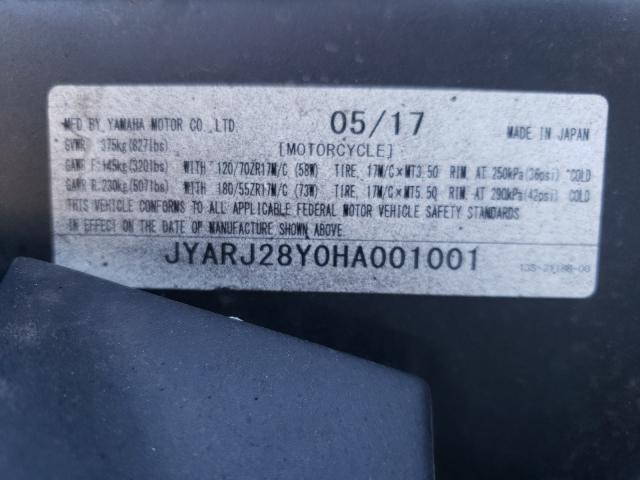 MFD BY YAMAHA MOTOR CO.,LTD 05/17 MADE IN JAPAN
GVWR 375kg(827lbs) [MOTORCYCLE]
GAWR F:145kg(320lbs) WITH 120/70ZR17M/C (58W) TIRE, 17M/C×MT3.50 RIM, AT 250kPa(36psi) COLD
GAWR R:230kg(507lbs) WITH 180/55ZR17M/C (73W) TIRE, 17M/C×MT5.50 RIM, AT 290kPa(42psi) COLD
THIS VEHICLE CONFORMS TO ALL APPLICABLE FEDERAL MOTOR VEHICLE SAFETY STANDARDS
IN EFFECT ON THE DATE OF MANUFACTURE SHOWN ABOVE.
JYARJ28Y0HA001001